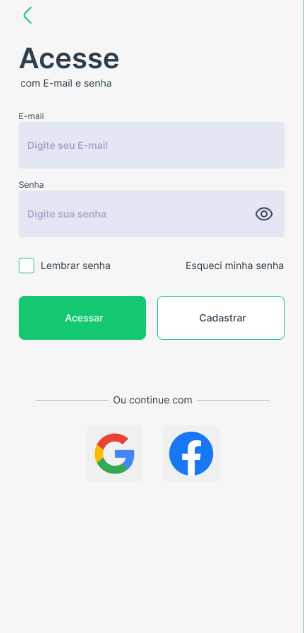 Acesse
com E-mail e senha
E-mail
Digite seu E-mail
Senha
Digite sua senha
Lembrar senha
Esqueci minha senha
Acessar
Cadastrar
Ou continue com